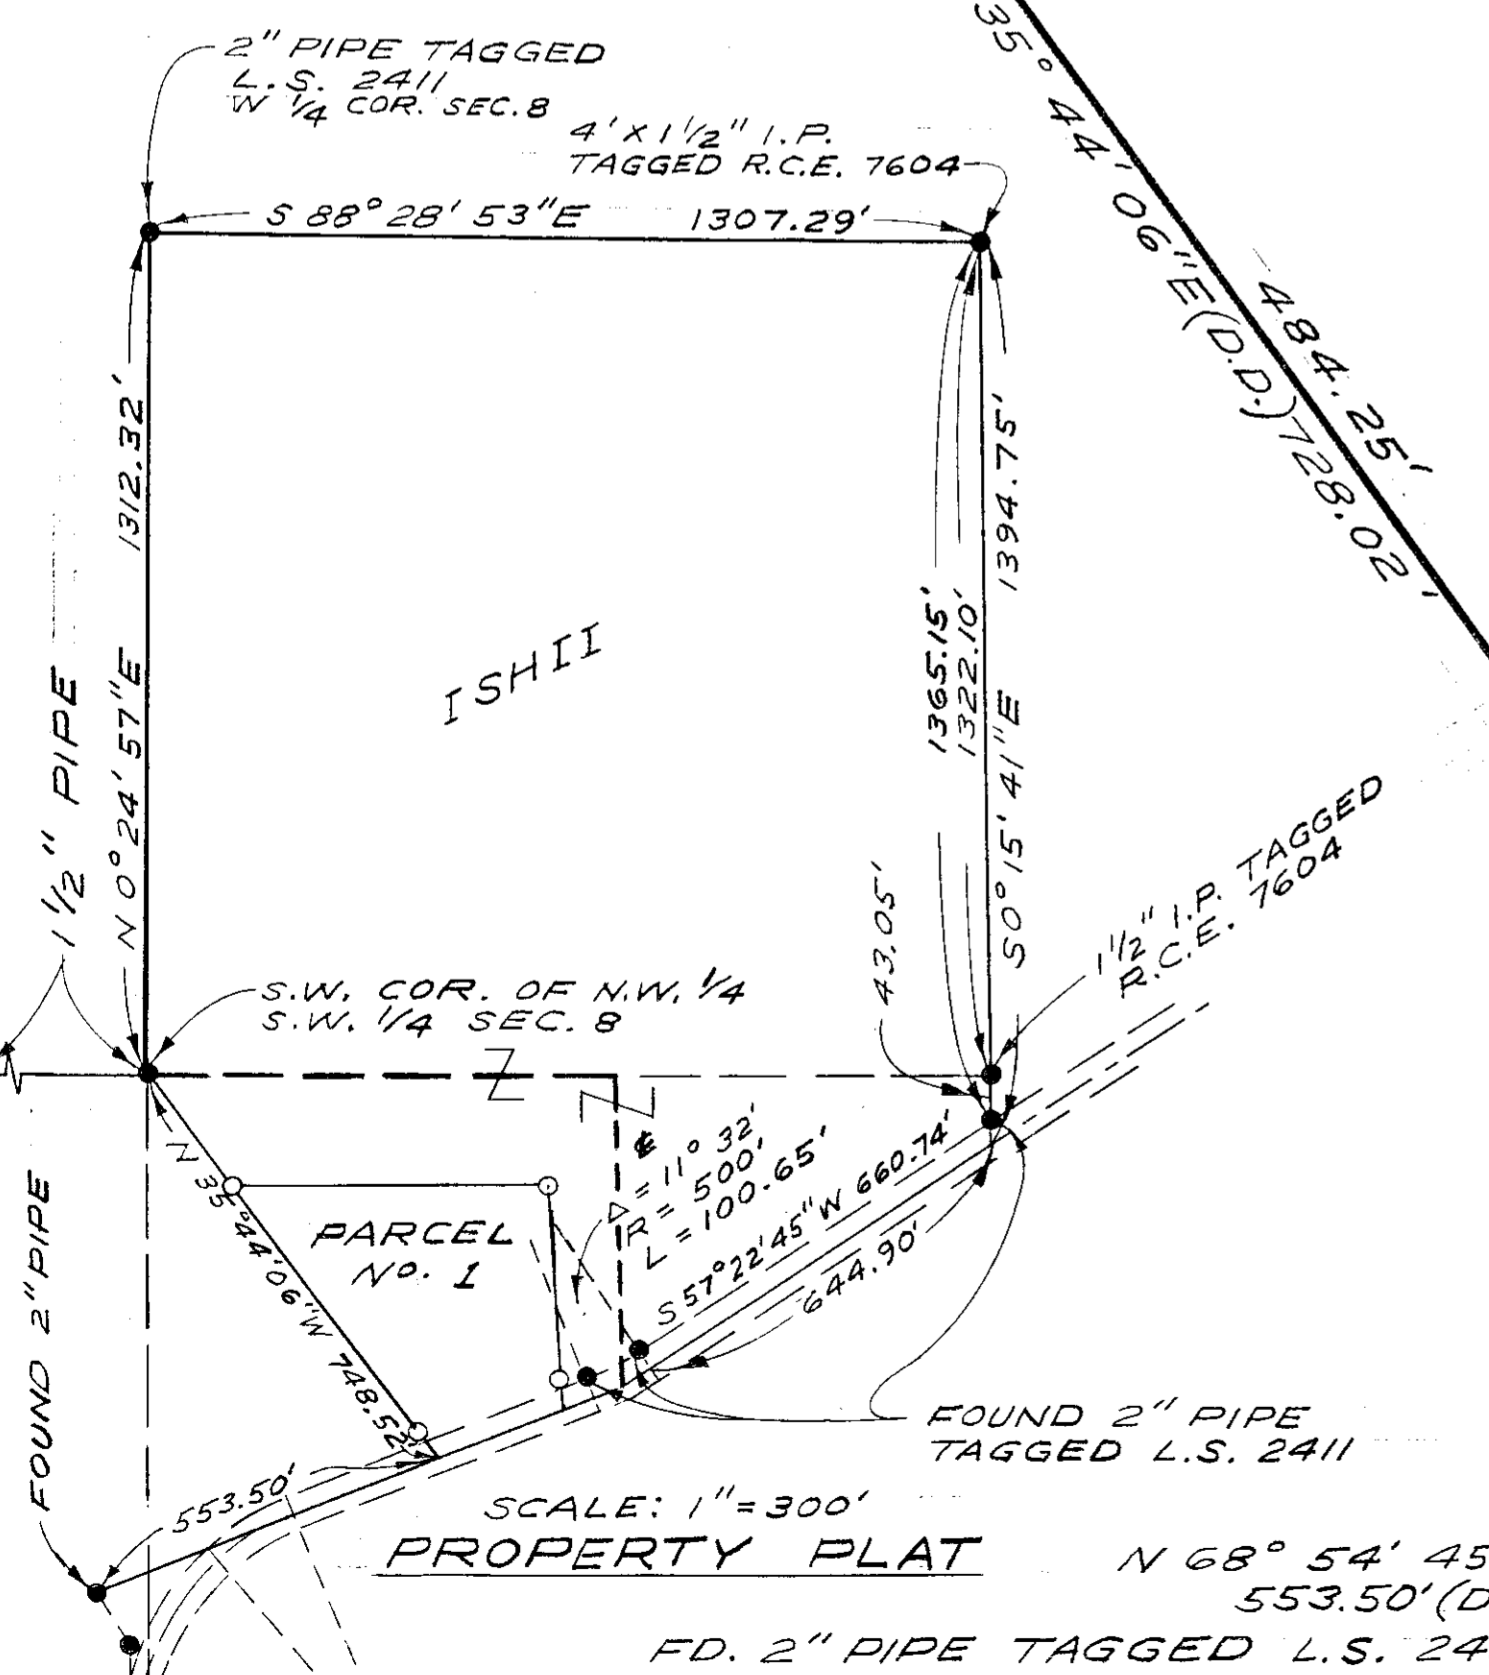 2" PIPE TAGGED
L.S. 2411
W 1/4 COR. SEC. 8
4' X 1 1/2" I.P.
TAGGED R.C.E. 7604
S 88° 28' 53" E 1307.29'
35° 44' 06" E (D.D.) 728.02'
484.25'
1 1/2" PIPE
N 0° 24' 57" E 1312.32'
ISHII
1365.15'
1322.10'
S 0° 15' 41" E 1394.75'
43.05'
1 1/2" I.P. TAGGED
R.C.E. 7604
S.W. COR. OF N.W. 1/4
S.W. 1/4 SEC. 8
FOUND 2" PIPE
N 35° 44' 06" W 748.52'
PARCEL
No. 1
℄
Δ = 11° 32'
R = 500'
L = 100.65'
S 57° 22' 45" W 660.74'
644.90'
553.50'
FOUND 2" PIPE
TAGGED L.S. 2411
SCALE: 1" = 300'
PROPERTY PLAT
N 68° 54' 45
553.50' (D
FD. 2" PIPE TAGGED L.S. 24